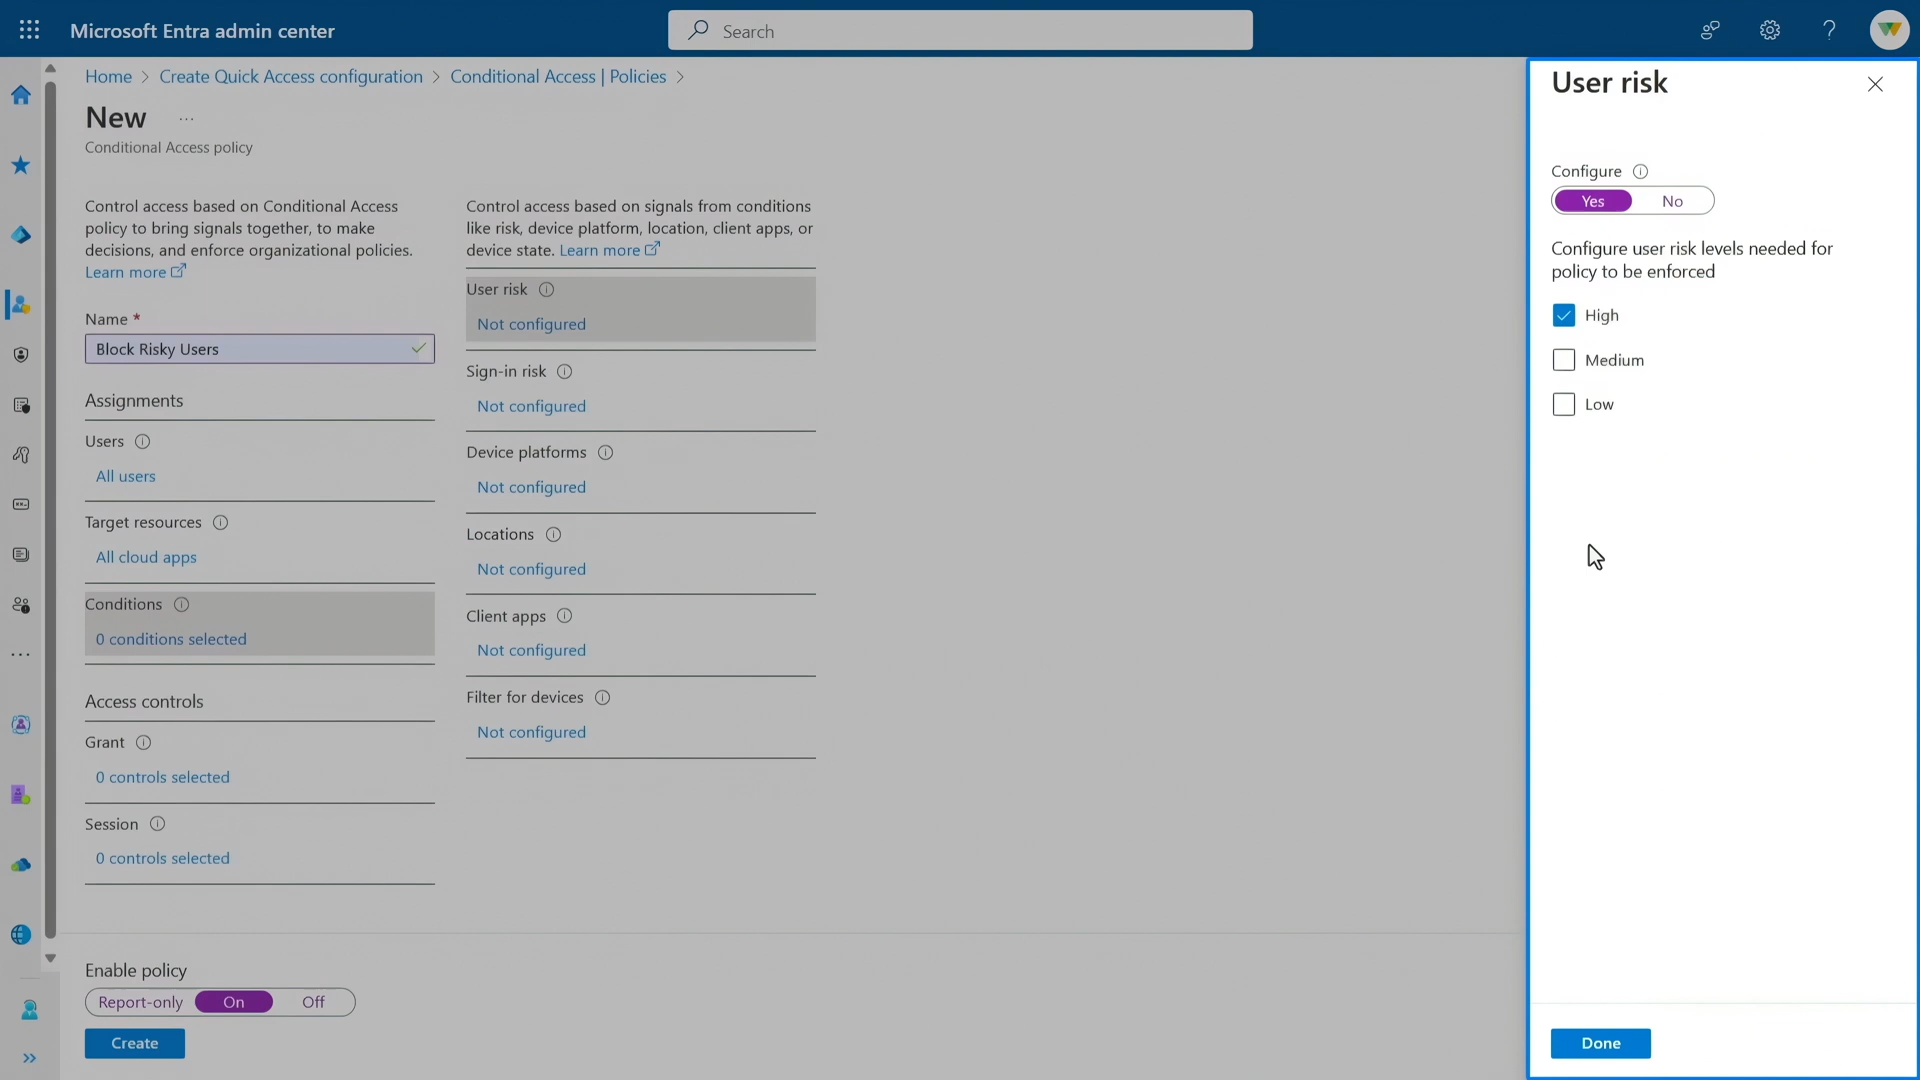 Microsoft Entra admin center
Search
Home > Create Quick Access configuration > Conditional Access | Policies >
New ...
Conditional Access policy
Control access based on Conditional Access
policy to bring signals together, to make
decisions, and enforce organizational policies.
Learn more
Name *
Block Risky Users
Assignments
Users
All users
Target resources
All cloud apps
Conditions
0 conditions selected
Access controls
Grant
0 controls selected
Session
0 controls selected
Control access based on signals from conditions
like risk, device platform, location, client apps, or
device state. Learn more
User risk
Not configured
Sign-in risk
Not configured
Device platforms
Not configured
Locations
Not configured
Client apps
Not configured
Filter for devices
Not configured
Enable policy
Report-only On Off
Create
User risk
Configure
Yes No
Configure user risk levels needed for
policy to be enforced
High
Medium
Low
Done